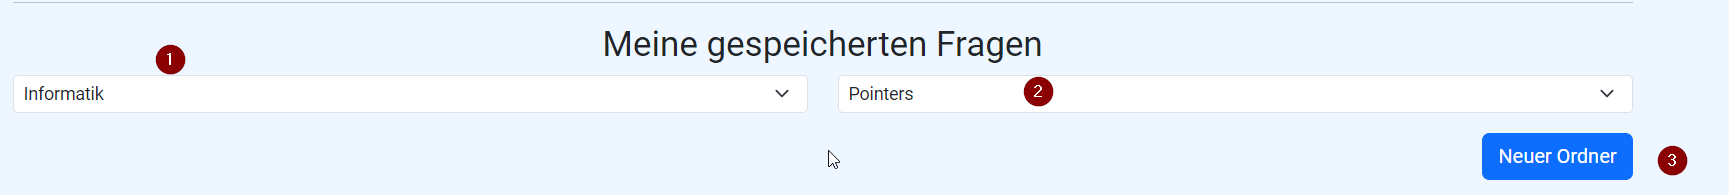 Meine gespeicherten Fragen
1
Informatik
Pointers
2
Neuer Ordner
3